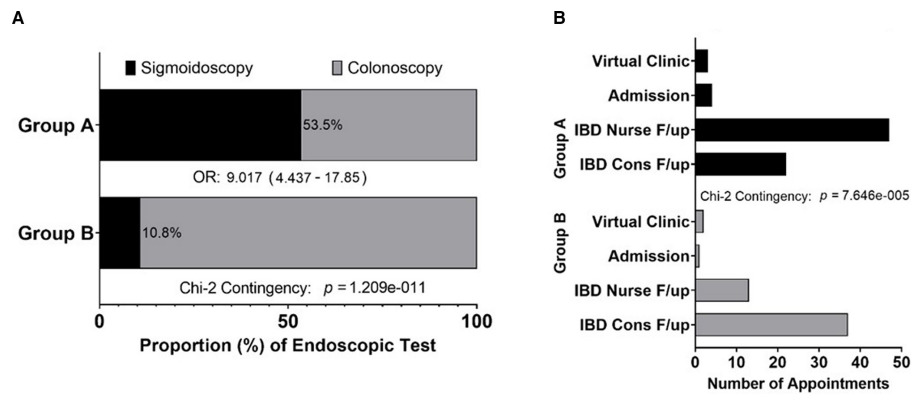 A
Sigmoidoscopy Colonoscopy
Group A
53.5%
OR: 9.017 (4.437 - 17.85)
Group B
10.8%
Chi-2 Contingency: p = 1.209e-011
0 50 100
Proportion (%) of Endoscopic Test
B
Group A
Virtual Clinic
Admission
IBD Nurse F/up
IBD Cons F/up
Chi-2 Contingency: p = 7.646e-005
Group B
Virtual Clinic
Admission
IBD Nurse F/up
IBD Cons F/up
0 10 20 30 40 50
Number of Appointments